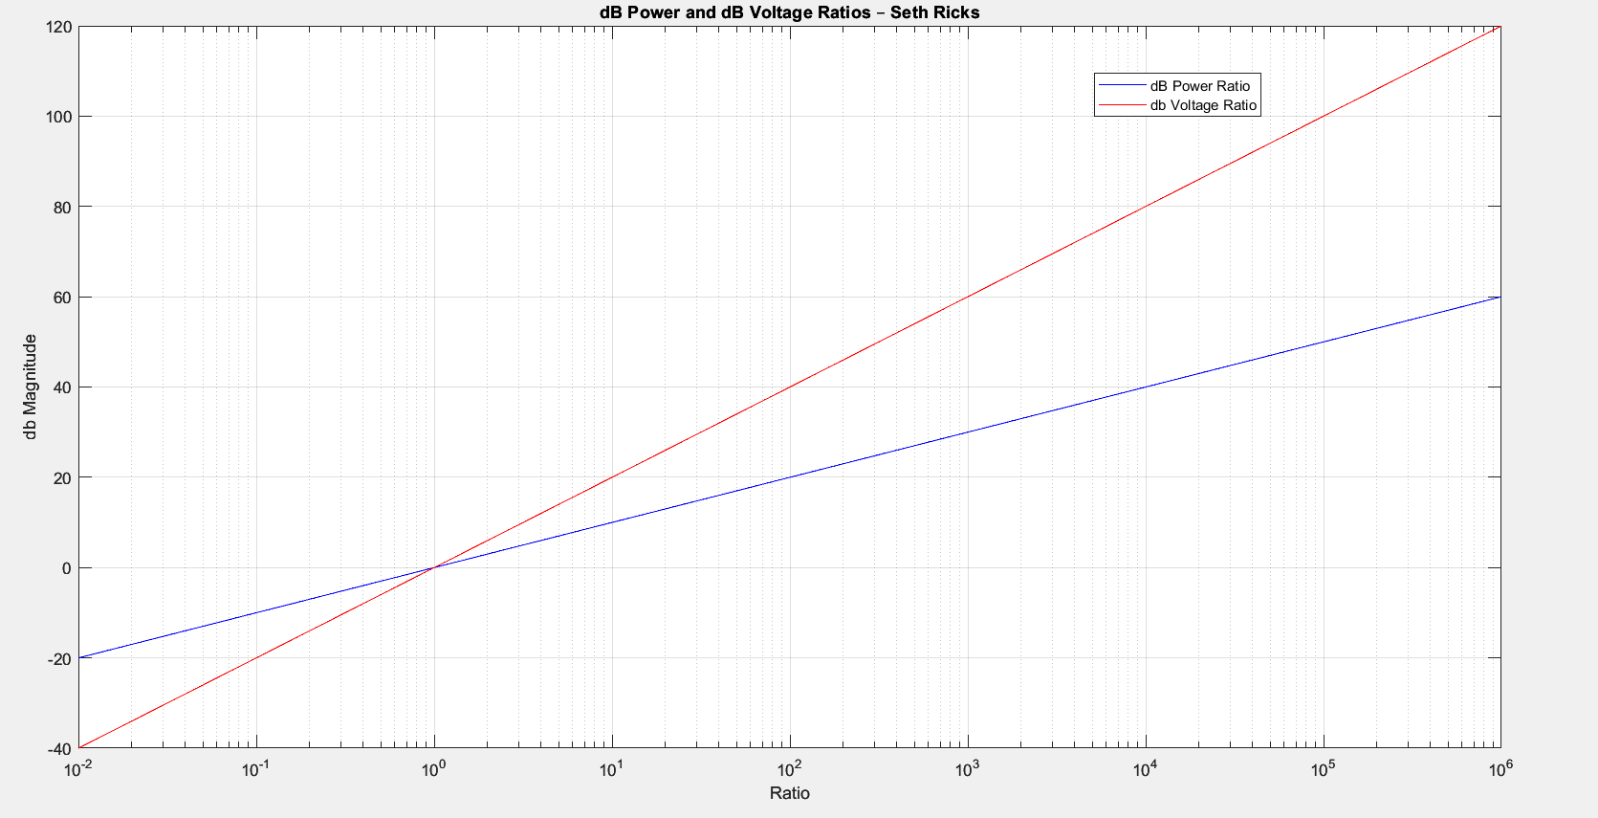 dB Power and dB Voltage Ratios – Seth Ricks
120
100
80
60
40
20
0
-20
-40
db Magnitude
dB Power Ratio
db Voltage Ratio
10⁻² 10⁻¹ 10⁰ 10¹ 10² 10³ 10⁴ 10⁵ 10⁶
Ratio